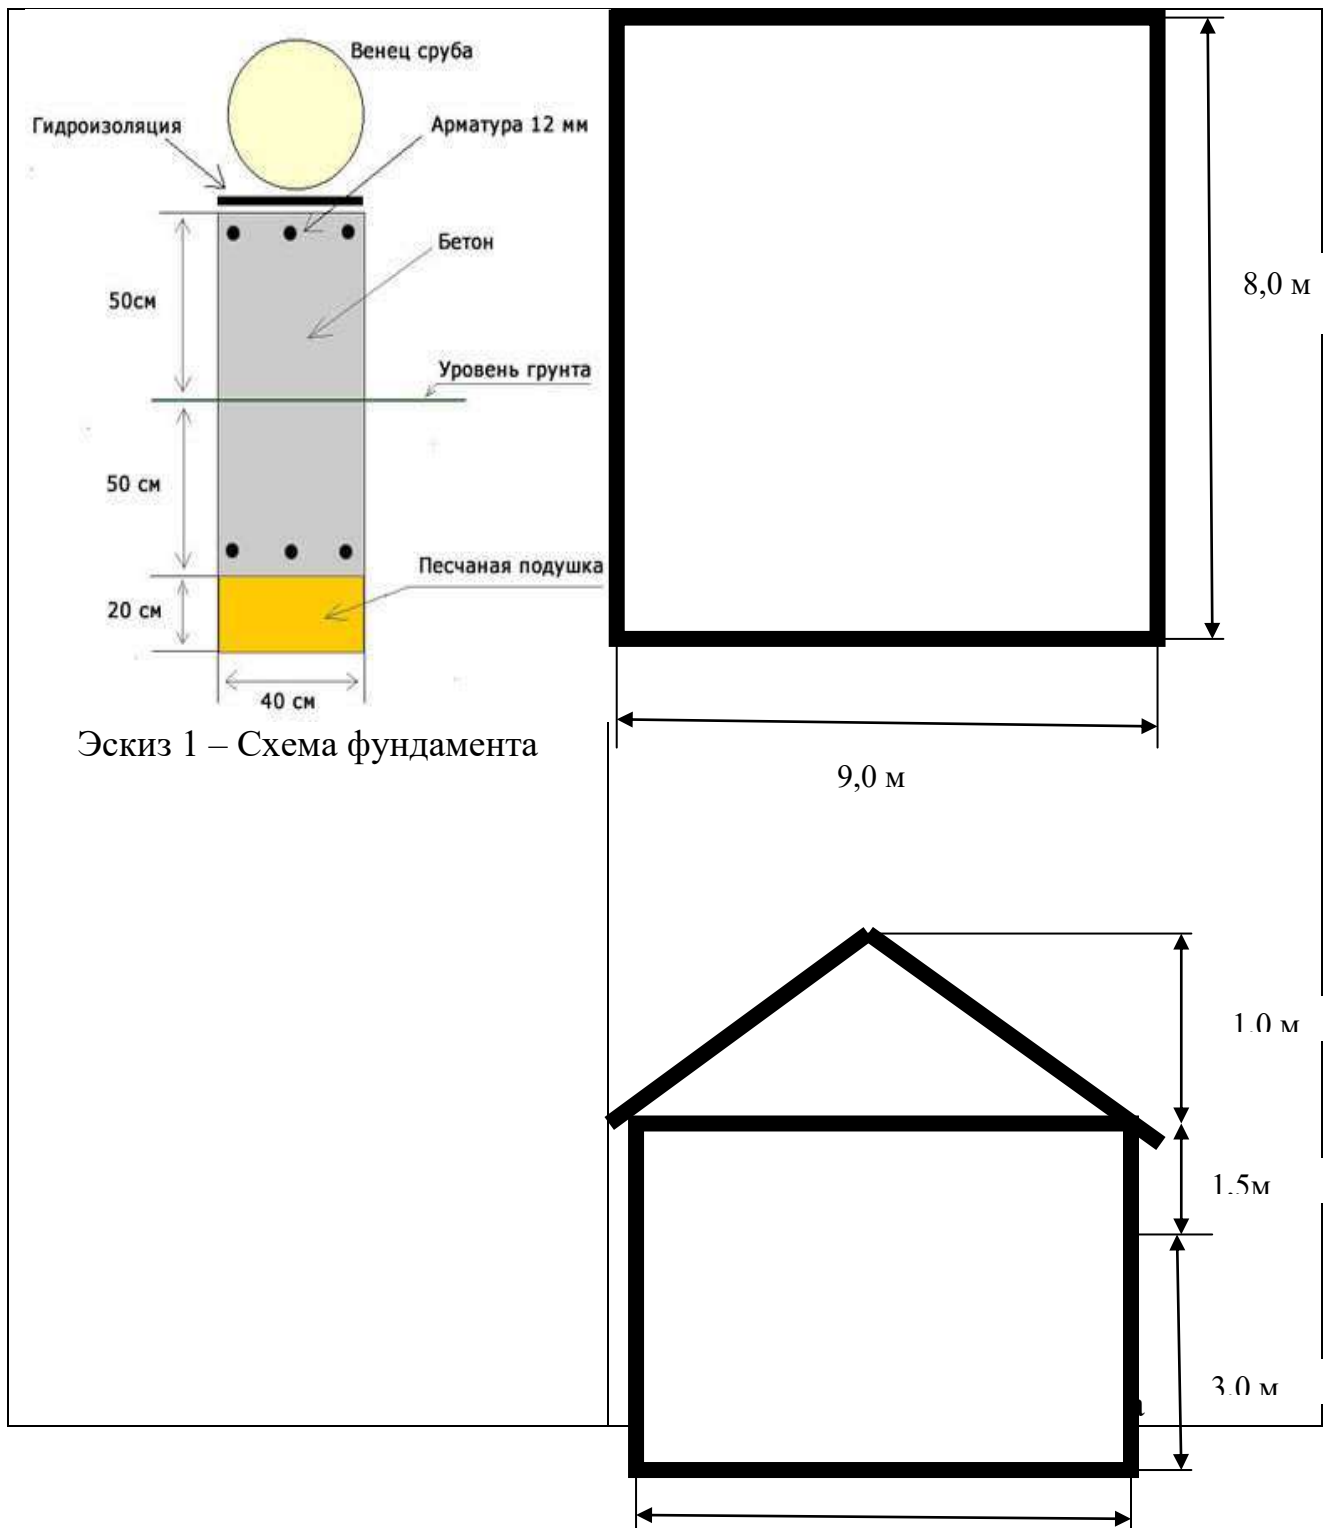 Венец сруба
Гидроизоляция
Арматура 12 мм
Бетон
50см
Уровень грунта
50 см
Песчаная подушка
20 см
40 см
Эскиз 1 – Схема фундамента
8,0 м
9,0 м
1.0 м
1.5м
3.0 м